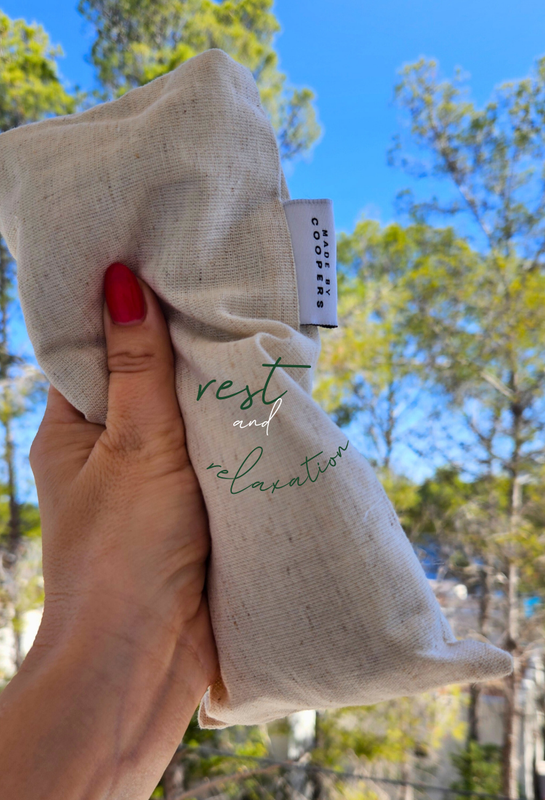 MADE BY
COOPERS
rest
and
relaxation